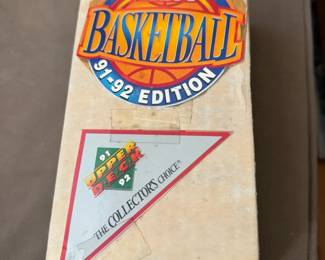 BASKETBALL
91-92 EDITION
91
UPPER
DECK
92
THE COLLECTOR'S CHOICE®